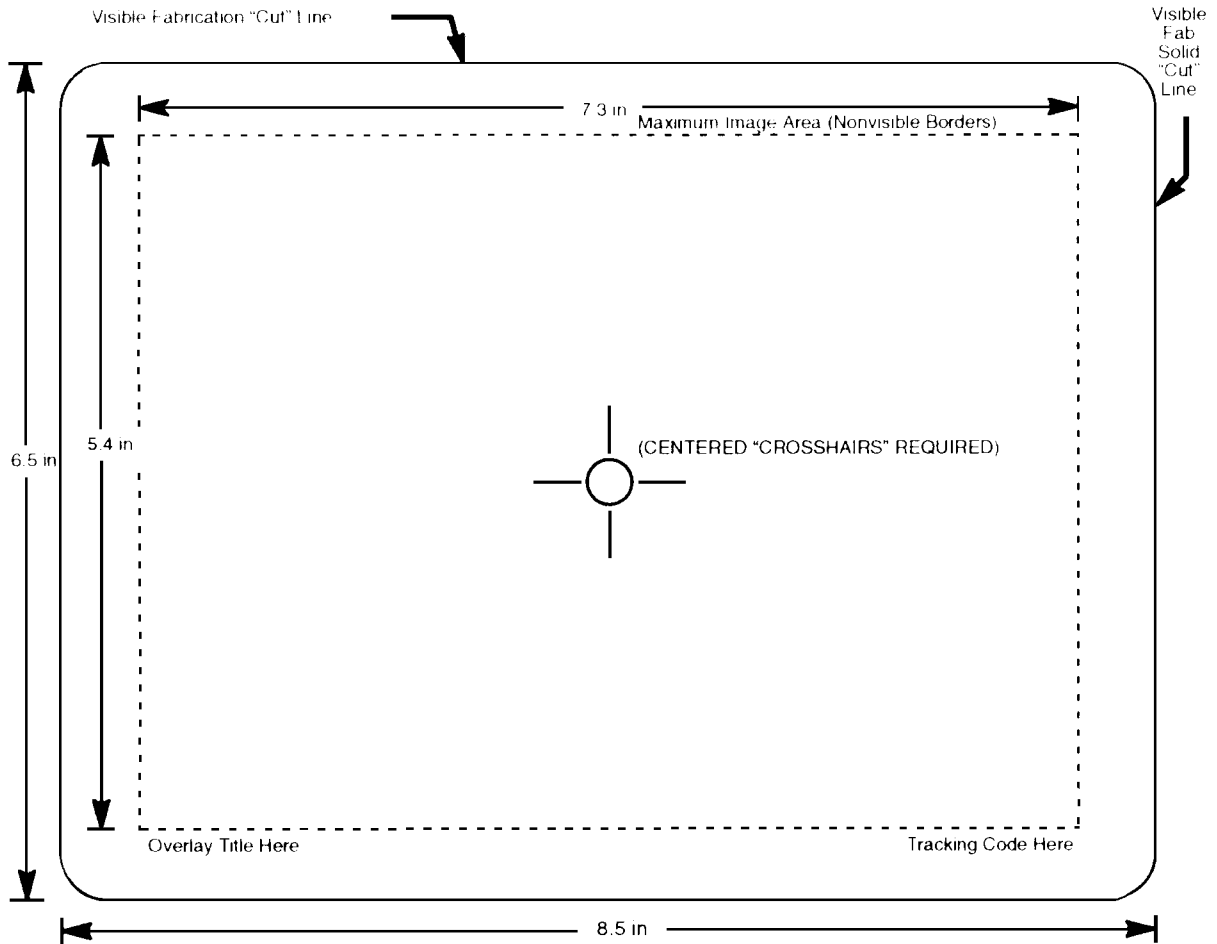 Visible Fabrication “Cut” Line
Visible
Fab
Solid
“Cut”
Line
7.3 in
Maximum Image Area (Nonvisible Borders)
6.5 in
5.4 in
(CENTERED “CROSSHAIRS” REQUIRED)
Overlay Title Here
Tracking Code Here
8.5 in